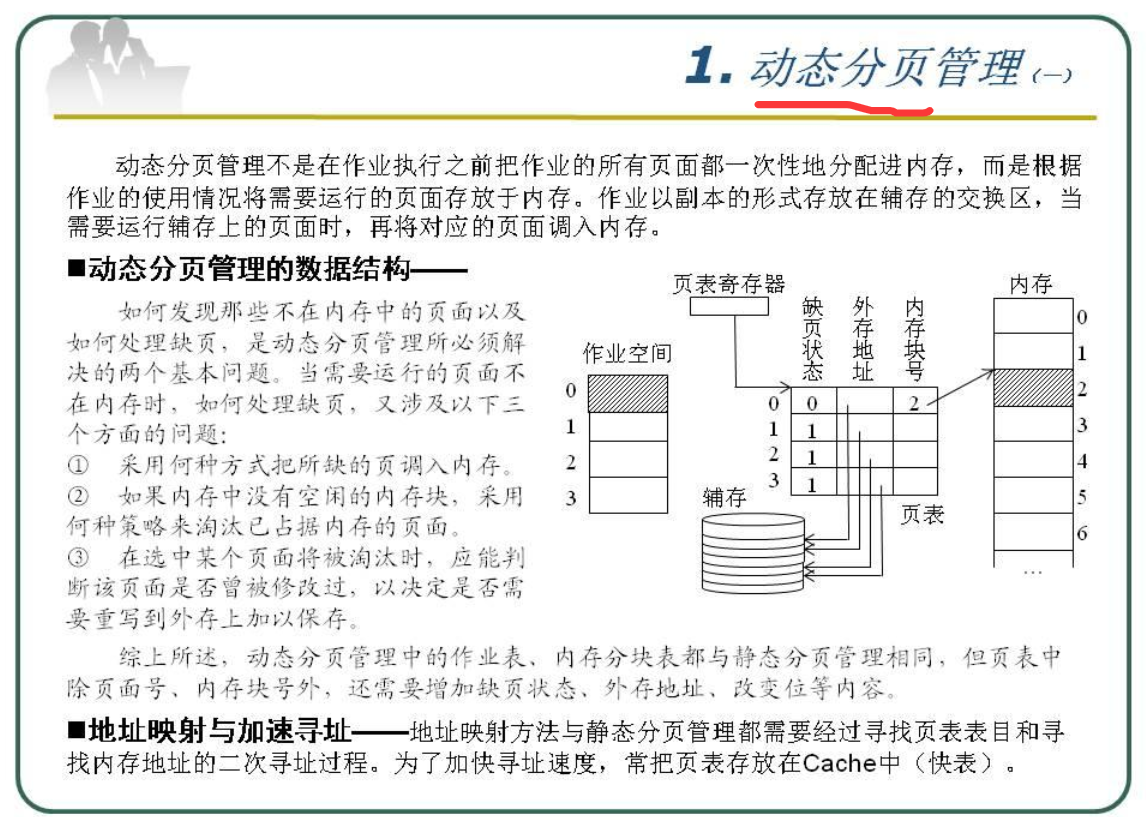 1. 动态分页管理（一）
动态分页管理不是在作业执行之前把作业的所有页面都一次性地分配进内存，而是根据
作业的使用情况将需要运行的页面存放于内存。作业以副本的形式存放在辅存的交换区，当
需要运行辅存上的页面时，再将对应的页面调入内存。
■动态分页管理的数据结构——
如何发现那些不在内存中的页面以及
如何处理缺页，是动态分页管理所必须解
决的两个基本问题。当需要运行的页面不
在内存时，如何处理缺页，又涉及以下三
个方面的问题：
① 采用何种方式把所缺的页调入内存。
② 如果内存中没有空闲的内存块，采用
何种策略来淘汰已占据内存的页面。
③ 在选中某个页面将被淘汰时，应能判
断该页面是否曾被修改过，以决定是否需
要重写到外存上加以保存。
作业空间
0
1
2
3
页表寄存器
缺页状态
外存地址
内存块号
0 0 2
1 1
2 1
3 1
页表
辅存
内存
0
1
2
3
4
5
6
…
综上所述，动态分页管理中的作业表、内存分块表都与静态分页管理相同，但页表中
除页面号、内存块号外，还需要增加缺页状态、外存地址、改变位等内容。
■地址映射与加速寻址——地址映射方法与静态分页管理都需要经过寻找页表表目和寻
找内存地址的二次寻址过程。为了加快寻址速度，常把页表存放在Cache中（快表）。